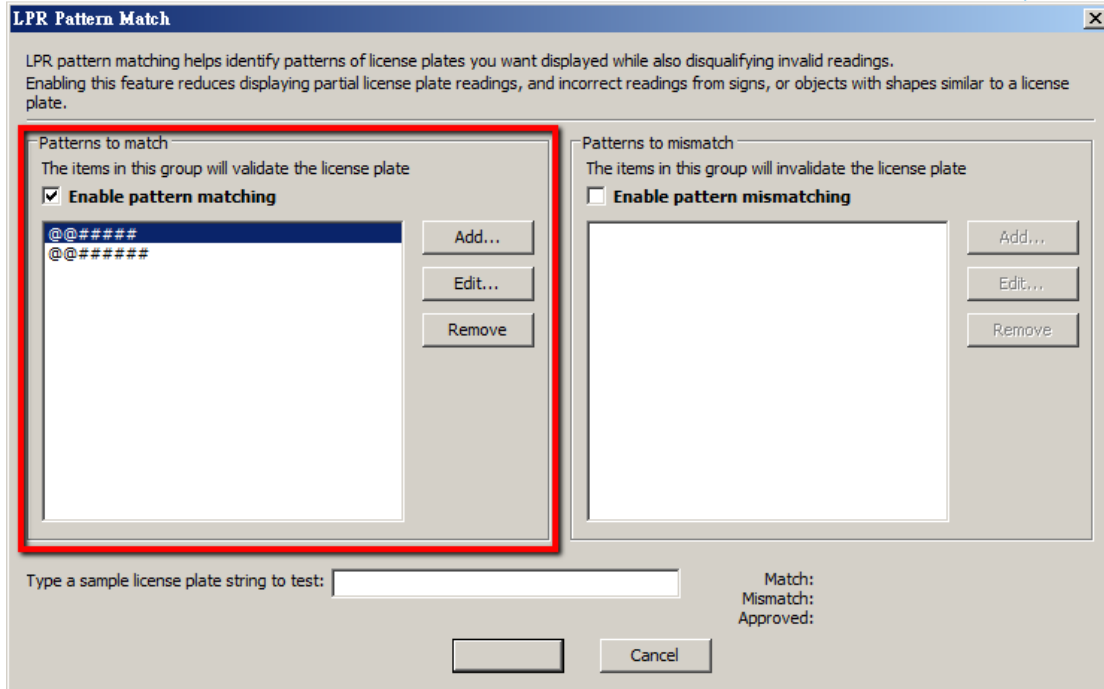 LPR Pattern Match
LPR pattern matching helps identify patterns of license plates you want displayed while also disqualifying invalid readings.
Enabling this feature reduces displaying partial license plate readings, and incorrect readings from signs, or objects with shapes similar to a license
plate.
Patterns to match
The items in this group will validate the license plate
Enable pattern matching
@@#####
@@######
Add...
Edit...
Remove
Patterns to mismatch
The items in this group will invalidate the license plate
Enable pattern mismatching
Add...
Edit...
Remove
Type a sample license plate string to test:
Match:
Mismatch:
Approved:
Cancel